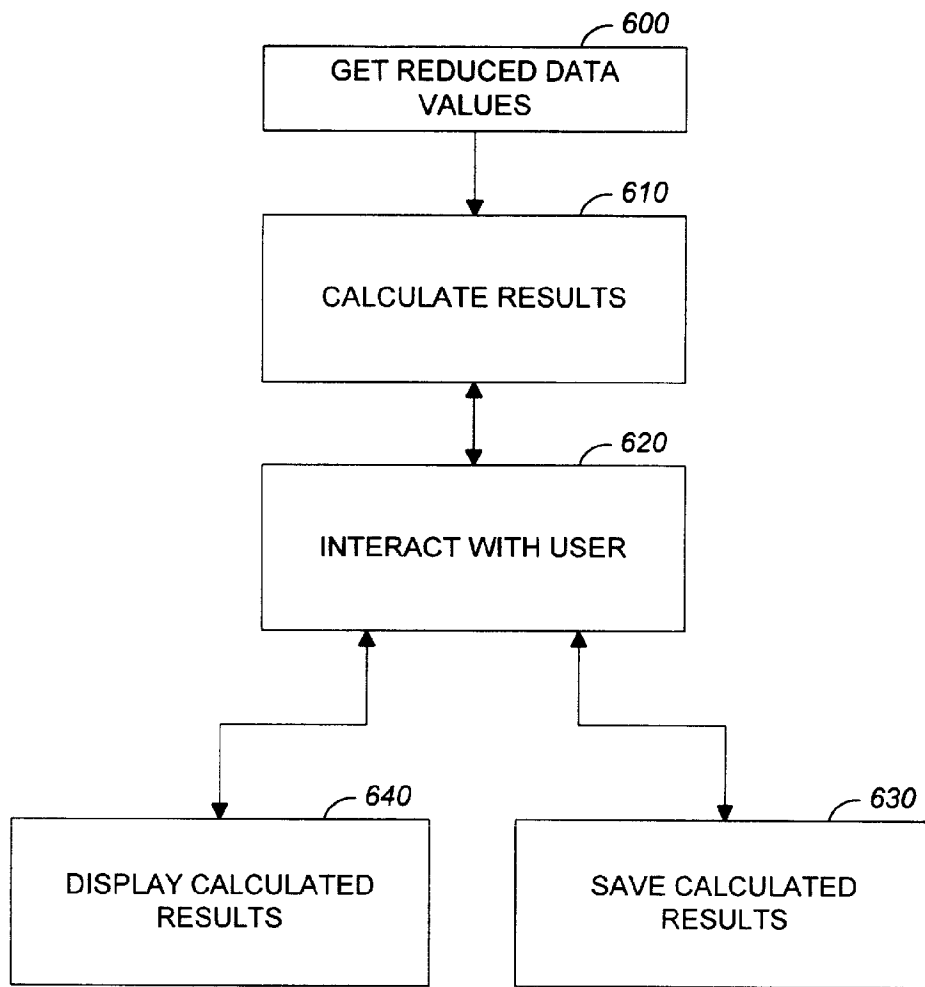 600
GET REDUCED DATA
VALUES
610
CALCULATE RESULTS
620
INTERACT WITH USER
640
DISPLAY CALCULATED
RESULTS
630
SAVE CALCULATED
RESULTS